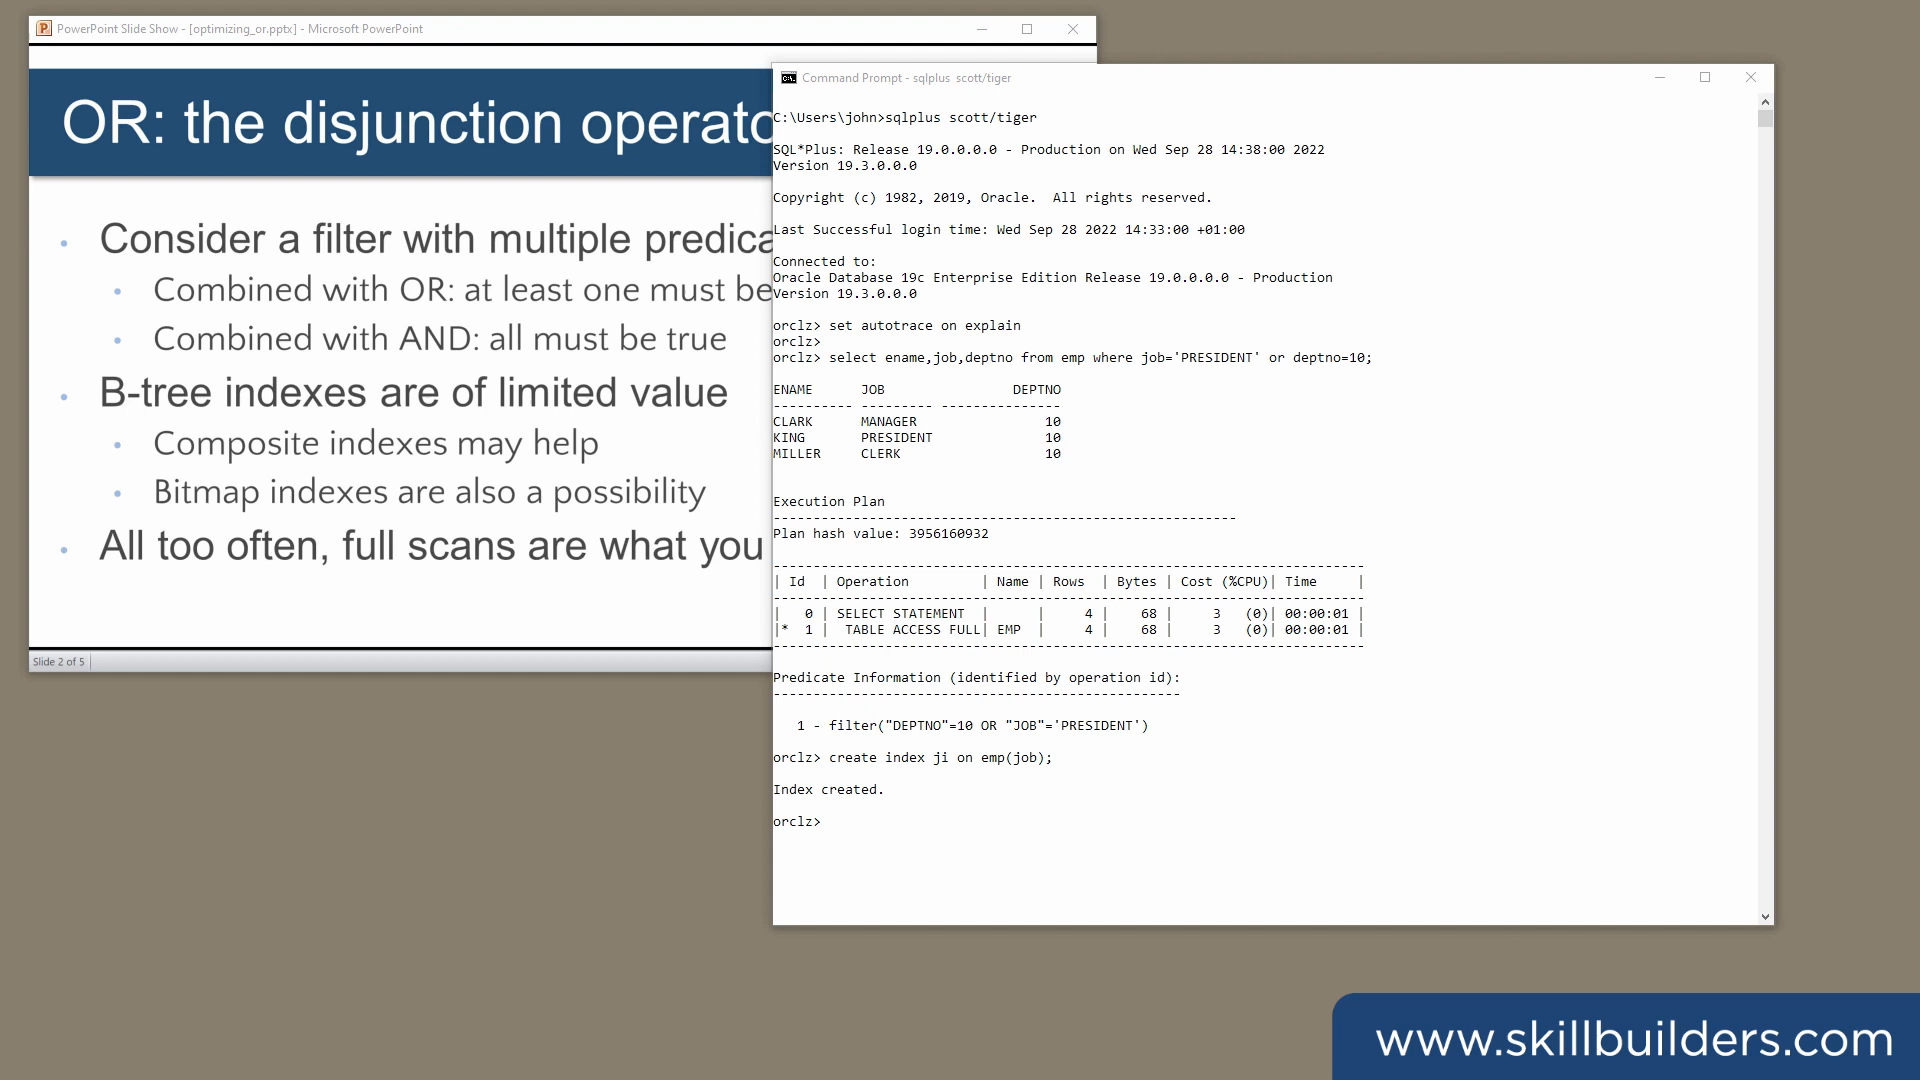 PowerPoint Slide Show - [optimizing_or.pptx] - Microsoft PowerPoint
OR: the disjunction operato
• Consider a filter with multiple predica
• Combined with OR: at least one must be
• Combined with AND: all must be true
• B-tree indexes are of limited value
• Composite indexes may help
• Bitmap indexes are also a possibility
• All too often, full scans are what you
Slide 2 of 5
Command Prompt - sqlplus  scott/tiger
C:\Users\john>sqlplus scott/tiger
SQL*Plus: Release 19.0.0.0.0 - Production on Wed Sep 28 14:38:00 2022
Version 19.3.0.0.0
Copyright (c) 1982, 2019, Oracle.  All rights reserved.
Last Successful login time: Wed Sep 28 2022 14:33:00 +01:00
Connected to:
Oracle Database 19c Enterprise Edition Release 19.0.0.0.0 - Production
Version 19.3.0.0.0
orclz> set autotrace on explain
orclz>
orclz> select ename,job,deptno from emp where job='PRESIDENT' or deptno=10;
ENAME      JOB                DEPTNO
---------- --------- ---------------
CLARK      MANAGER                10
KING       PRESIDENT              10
MILLER     CLERK                  10
Execution Plan
----------------------------------------------------------
Plan hash value: 3956160932
--------------------------------------------------------------------------
| Id  | Operation         | Name | Rows  | Bytes | Cost (%CPU)| Time     |
--------------------------------------------------------------------------
|   0 | SELECT STATEMENT  |      |     4 |    68 |     3   (0)| 00:00:01 |
|*  1 |  TABLE ACCESS FULL| EMP  |     4 |    68 |     3   (0)| 00:00:01 |
--------------------------------------------------------------------------
Predicate Information (identified by operation id):
---------------------------------------------------
1 - filter("DEPTNO"=10 OR "JOB"='PRESIDENT')
orclz> create index ji on emp(job);
Index created.
orclz>
www.skillbuilders.com